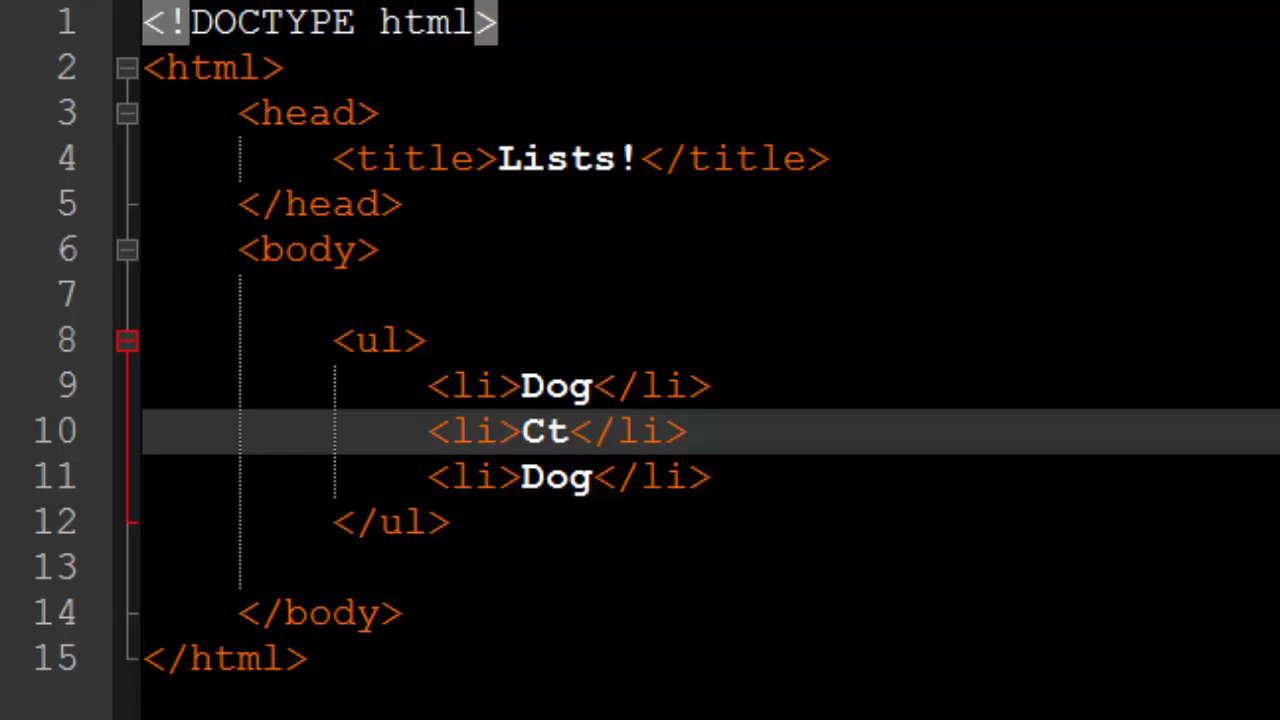 1 <!DOCTYPE html>
2 <html>
3 <head>
4 <title>Lists!</title>
5 </head>
6 <body>
7
8 <ul>
9 <li>Dog</li>
10 <li>Ct</li>
11 <li>Dog</li>
12 </ul>
13
14 </body>
15 </html>